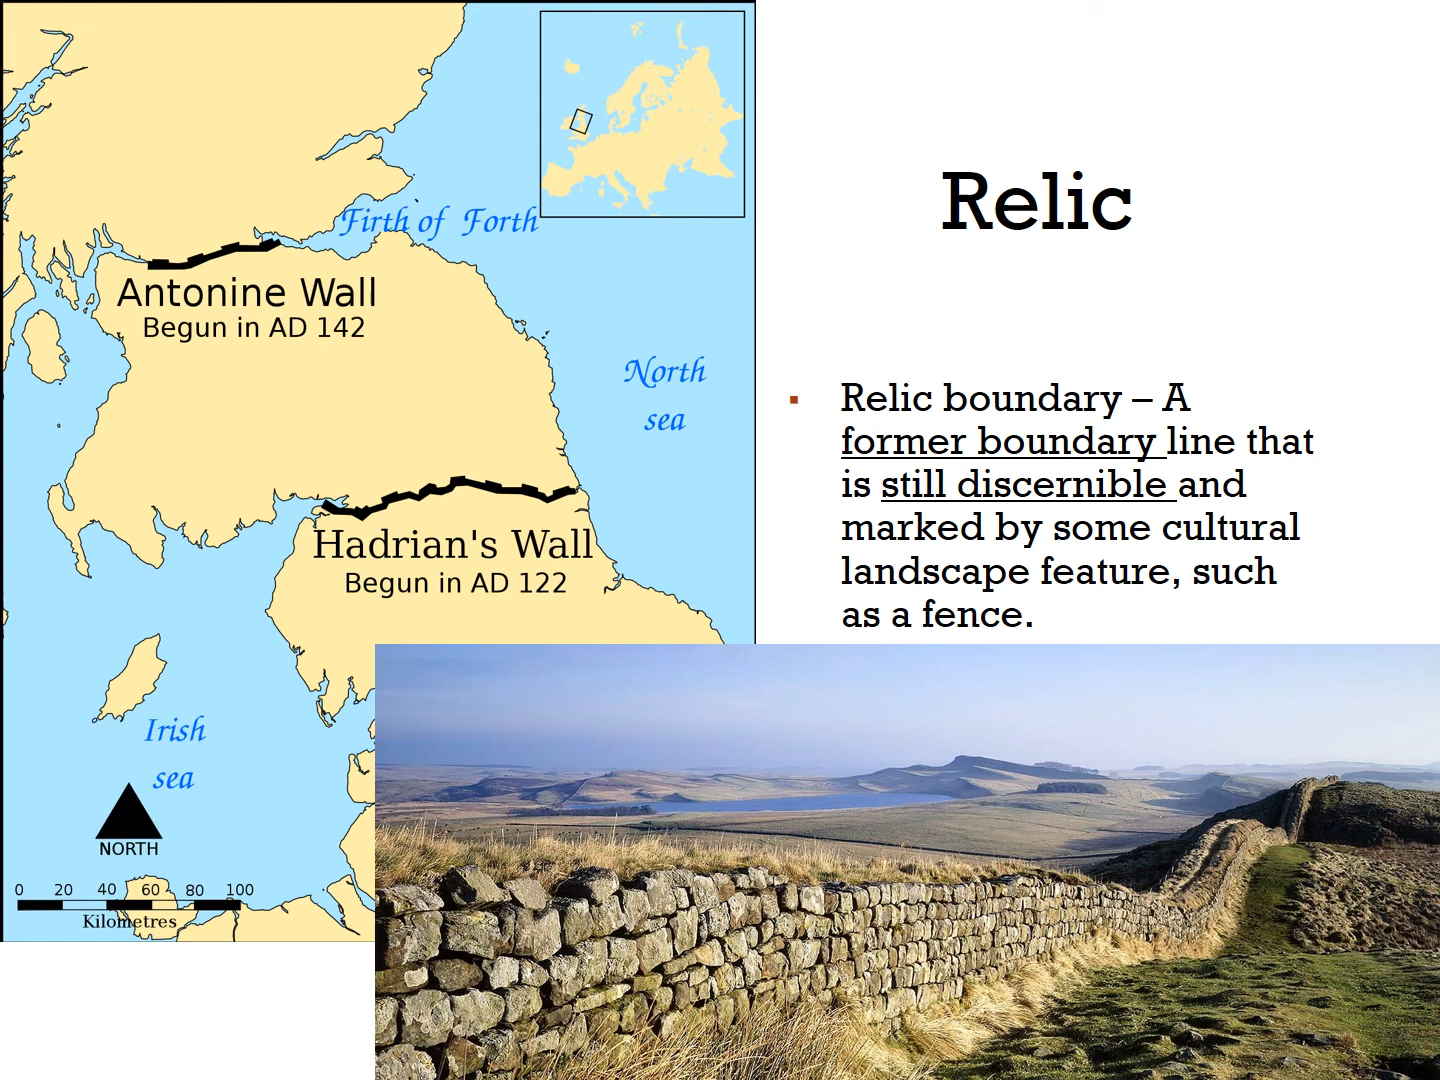 Relic
Relic boundary – A
former boundary line that
is still discernible and
marked by some cultural
landscape feature, such
as a fence.
Firth of Forth
Antonine Wall
Begun in AD 142
North
sea
Hadrian's Wall
Begun in AD 122
Irish
sea
NORTH
0 20 40 60 80 100
Kilometres